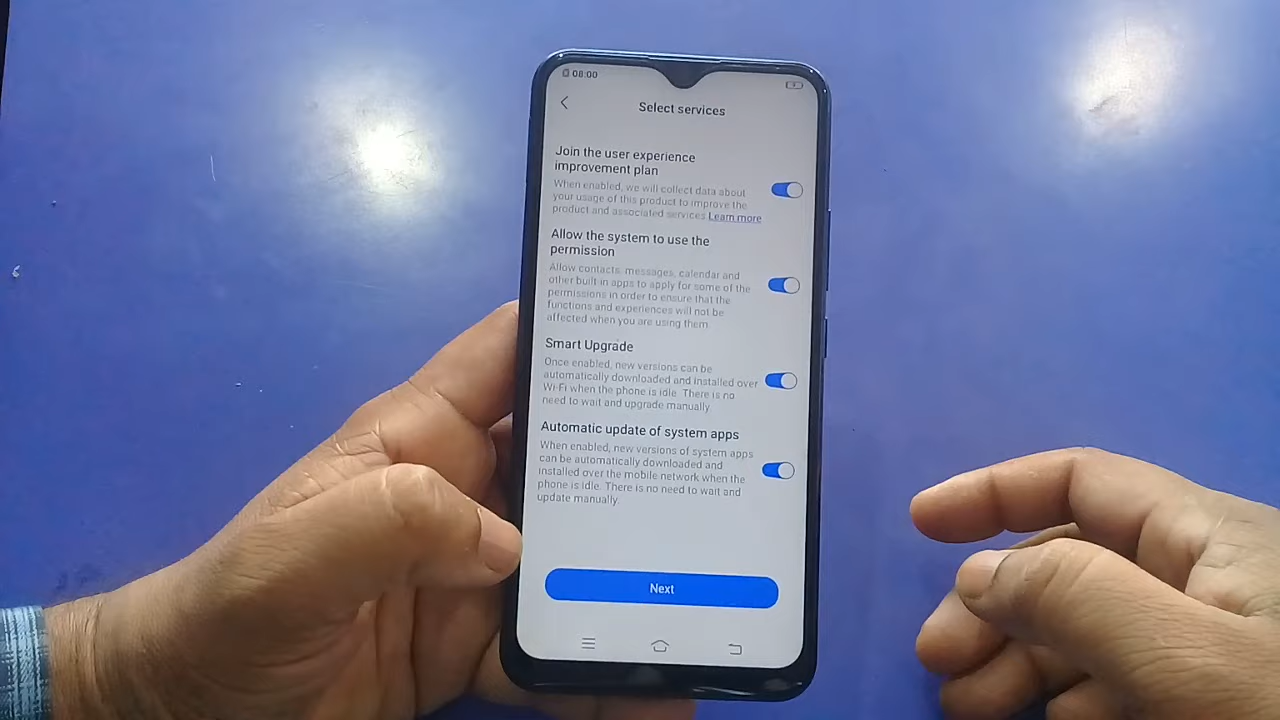 08:00
Select services
Join the user experience
improvement plan
When enabled, we will collect data about
your usage of this product to improve the
product and associated services Learn more
Allow the system to use the
permission
Allow contacts, messages, calendar and
other built in apps to apply for some of the
permissions in order to ensure that the
functions and experiences will not be
affected when you are using them.
Smart Upgrade
Once enabled, new versions can be
automatically downloaded and installed over
Wi-Fi when the phone is idle. There is no
need to wait and upgrade manually.
Automatic update of system apps
When enabled, new versions of system apps
can be automatically downloaded and
installed over the mobile network when the
phone is idle. There is no need to wait and
update manually.
Next